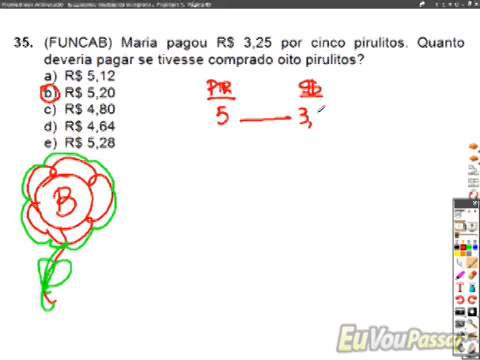 35. (FUNCAB) Maria pagou R$ 3,25 por cinco pirulitos. Quanto
deveria pagar se tivesse comprado oito pirulitos?
a) R$ 5,12
b) R$ 5,20
c) R$ 4,80
d) R$ 4,64
e) R$ 5,28
PIR $
5 —— 3,
B
EuVouPassar